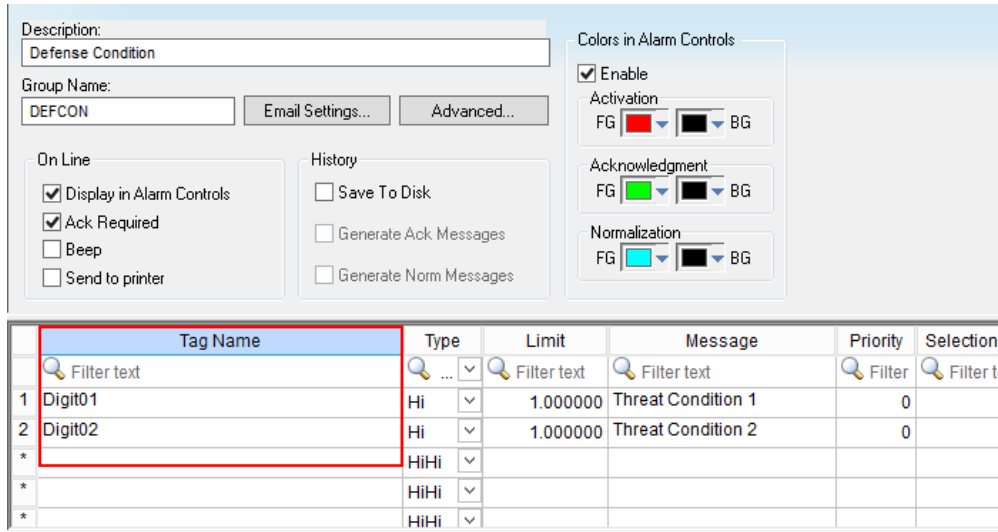 Description:
Defense Condition
Group Name:
DEFCON
Email Settings...
Advanced...
On Line
Display in Alarm Controls
Ack Required
Beep
Send to printer
History
Save To Disk
Generate Ack Messages
Generate Norm Messages
Colors in Alarm Controls
Enable
Activation
FG BG
Acknowledgment
FG BG
Normalization
FG BG
Tag Name Type Limit Message Priority Selection
Filter text ... Filter text Filter text Filter Filter t
1 Digit01 Hi 1.000000 Threat Condition 1 0
2 Digit02 Hi 1.000000 Threat Condition 2 0
* HiHi
* HiHi
* HiHi